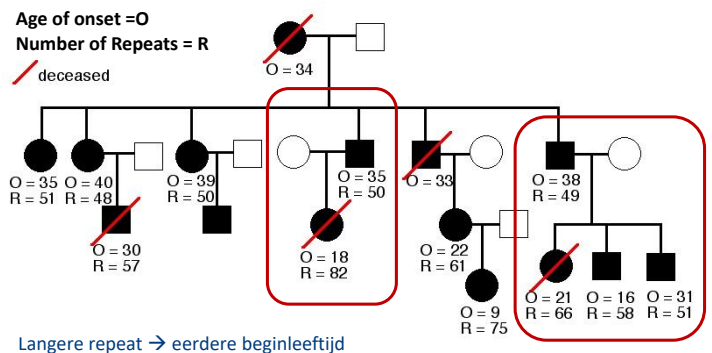 Age of onset =O
Number of Repeats = R
deceased
O = 34
O = 35
R = 51
O = 40
R = 48
O = 39
R = 50
O = 35
R = 50
O = 33
O = 38
R = 49
O = 30
R = 57
O = 18
R = 82
O = 22
R = 61
O = 9
R = 75
O = 21
R = 66
O = 16
R = 58
O = 31
R = 51
Langere repeat → eerdere beginleeftijd